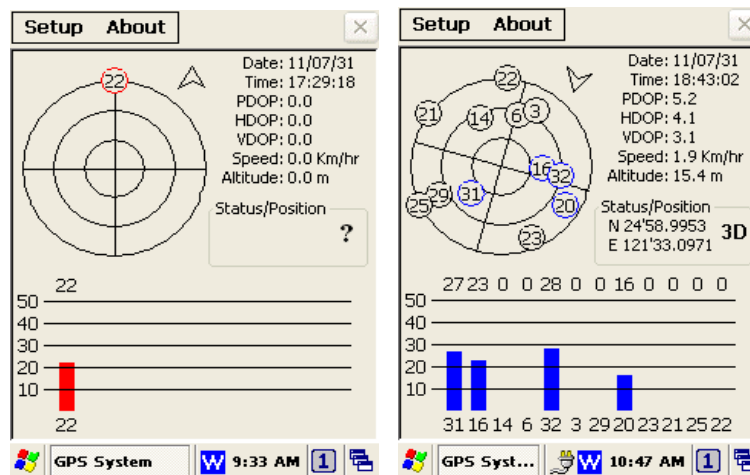 Setup About
22
Date: 11/07/31
Time: 17:29:18
PDOP: 0.0
HDOP: 0.0
VDOP: 0.0
Speed: 0.0 Km/hr
Altitude: 0.0 m
Status/Position
?
22
50
40
30
20
10
22
GPS System W 9:33 AM 1
Setup About
22
21 14 6 3
16 32
31 29 25 20
23
Date: 11/07/31
Time: 18:43:02
PDOP: 5.2
HDOP: 4.1
VDOP: 3.1
Speed: 1.9 Km/hr
Altitude: 15.4 m
Status/Position
N 24'58.9953
E 121'33.0971
3D
27 23 0 0 28 0 0 16 0 0 0 0
50
40
30
20
10
31 16 14 6 32 3 29 20 23 21 25 22
GPS Syst... W 10:47 AM 1